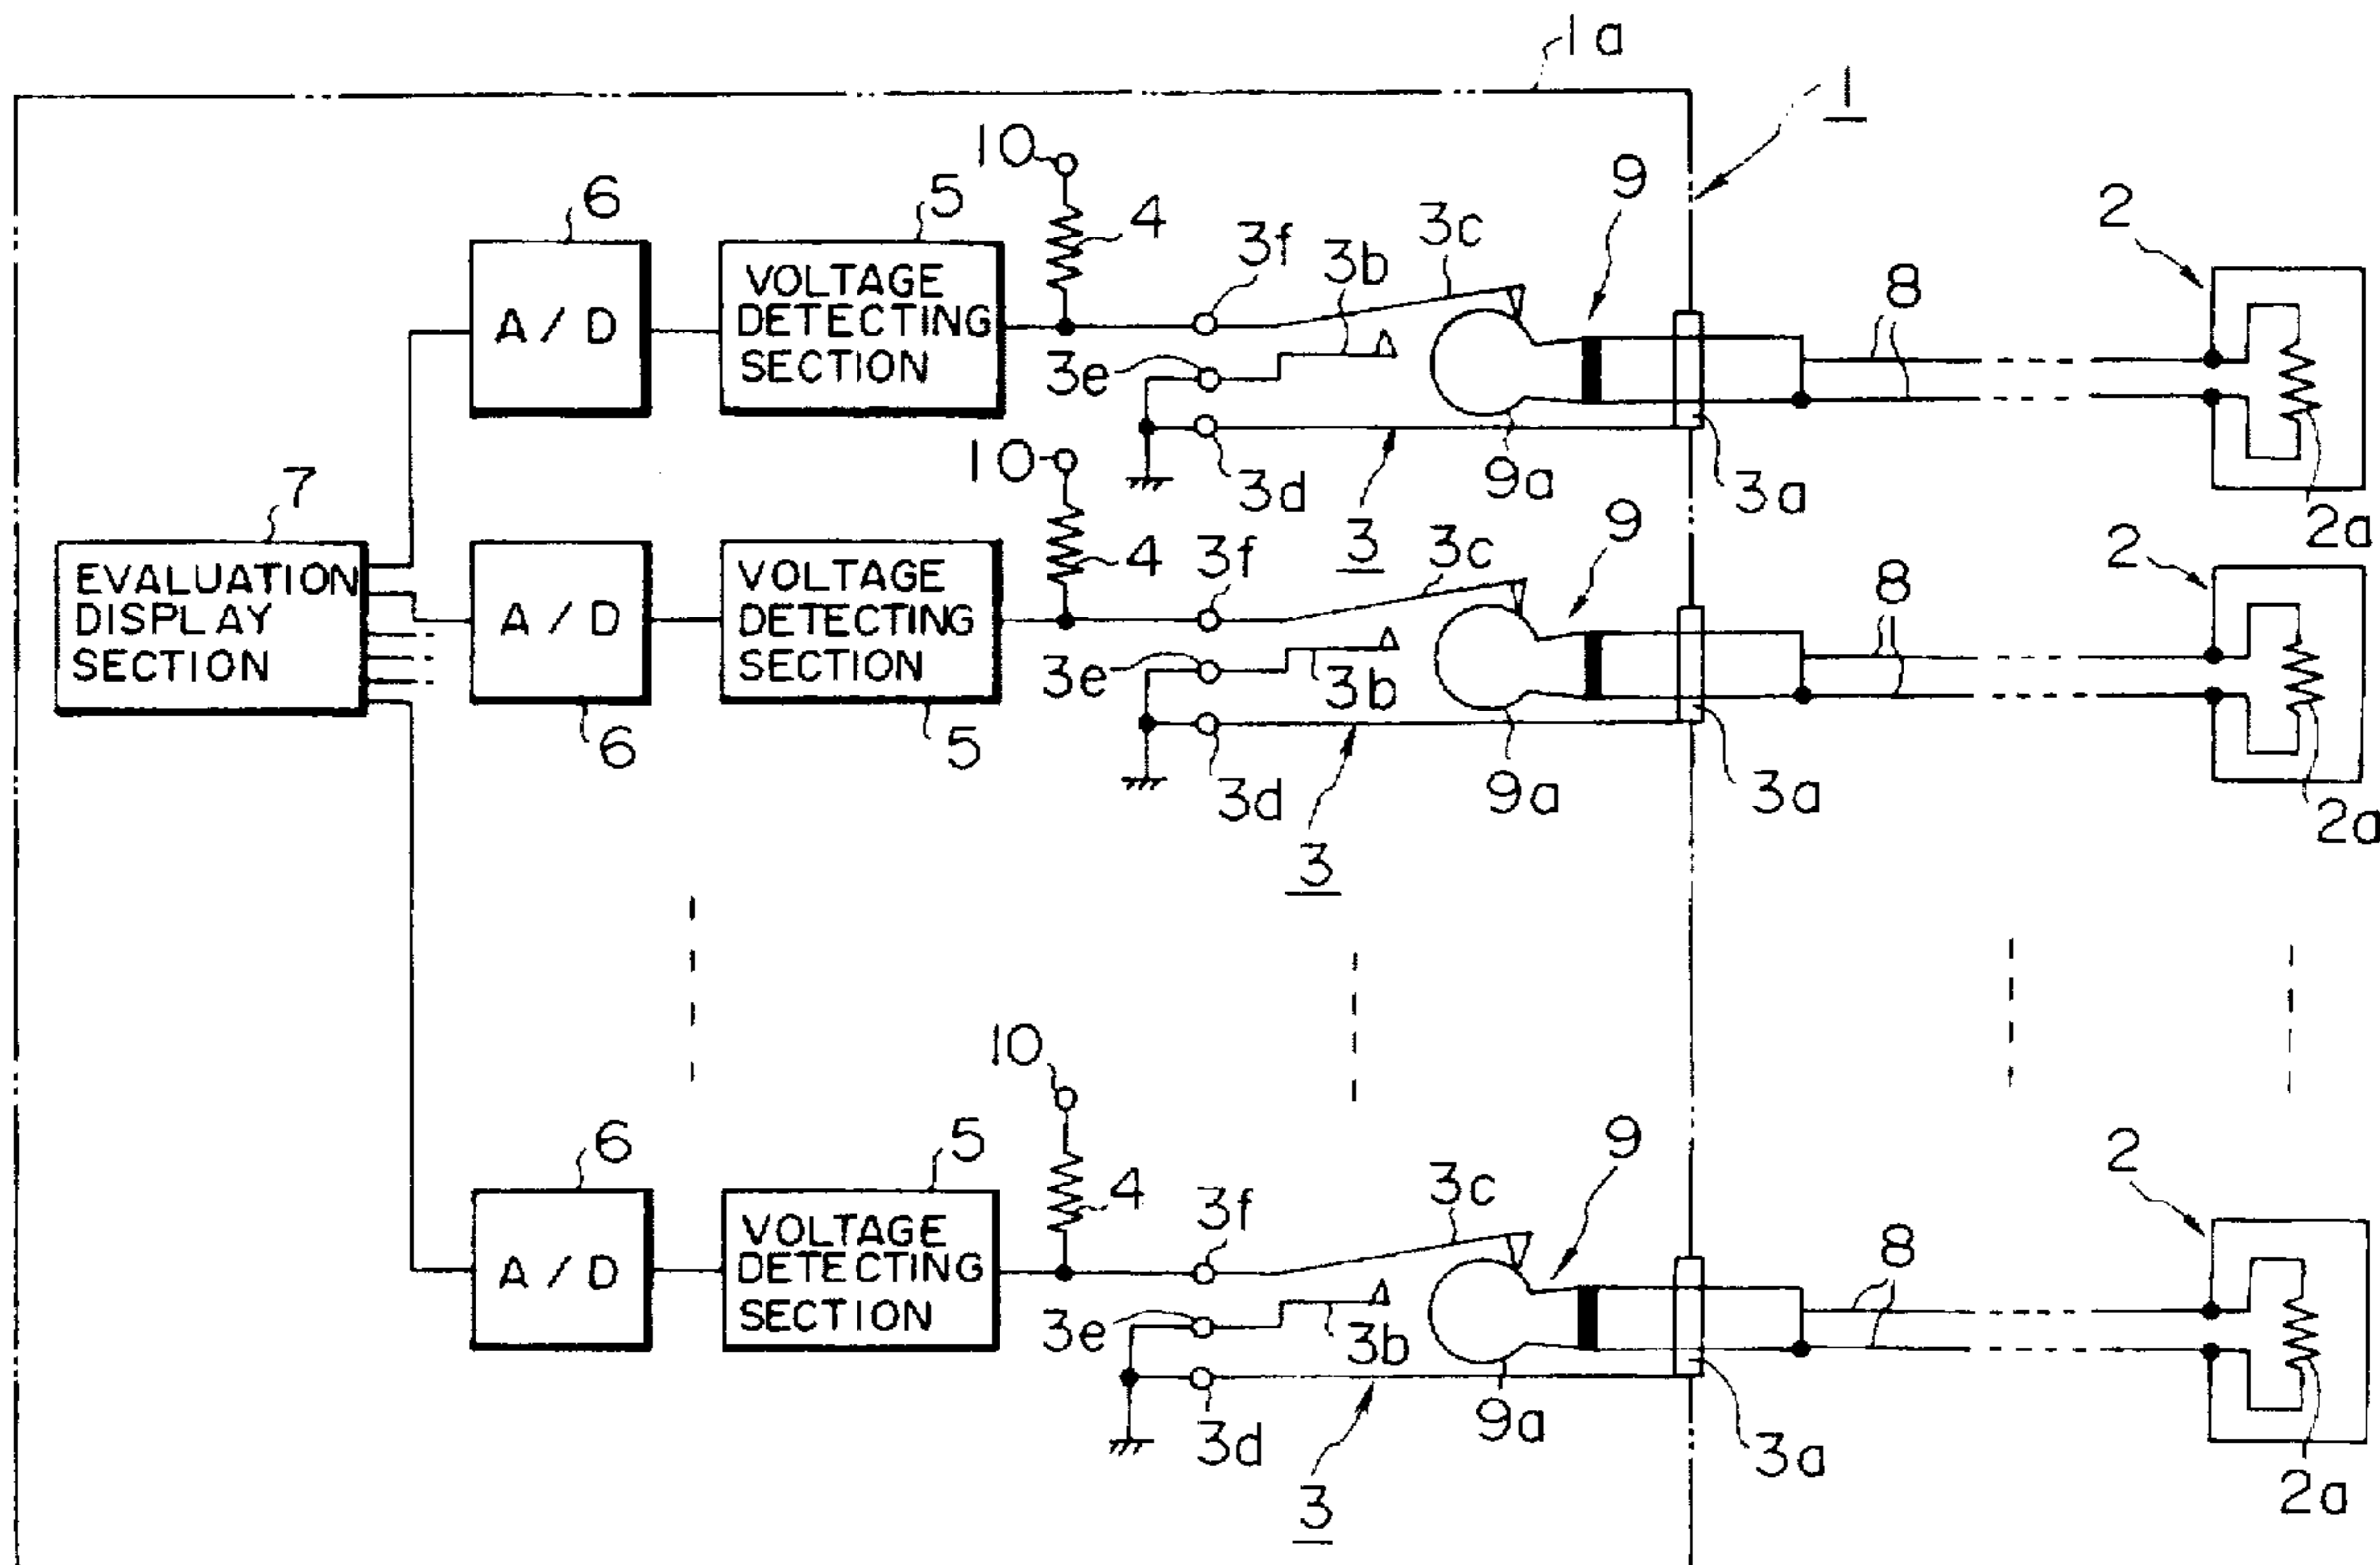 1a
1
10
9
6
5
2
4
3f
3b
3c
8
A / D
VOLTAGE
DETECTING
SECTION
3e
10
3d
9a
3a
2a
7
3
9
2
4
3f
3c
8
EVALUATION
DISPLAY
SECTION
A / D
VOLTAGE
DETECTING
SECTION
3e
3b
6
5
3d
9a
3a
2a
3
10
9
6
5
2
4
3f
3c
8
A / D
VOLTAGE
DETECTING
SECTION
3e
3b
3d
9a
3a
2a
3